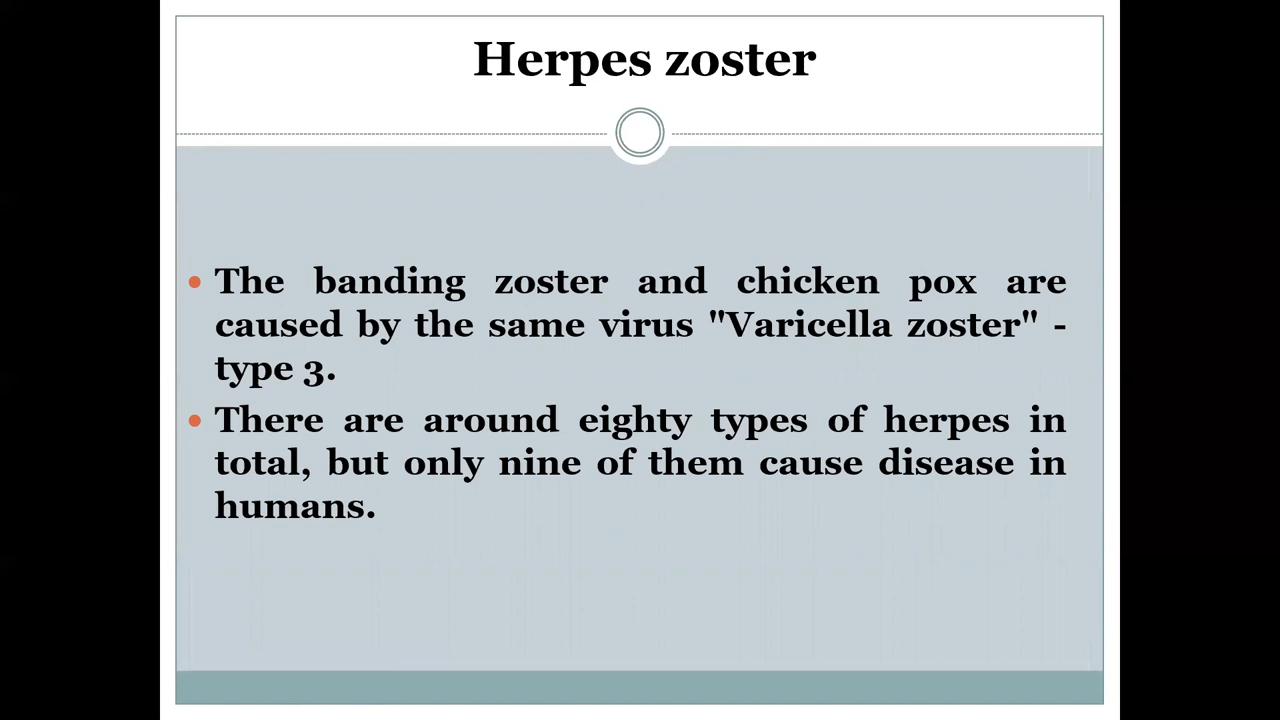 Herpes zoster
The banding zoster and chicken pox are
caused by the same virus "Varicella zoster" -
type 3.
There are around eighty types of herpes in
total, but only nine of them cause disease in
humans.